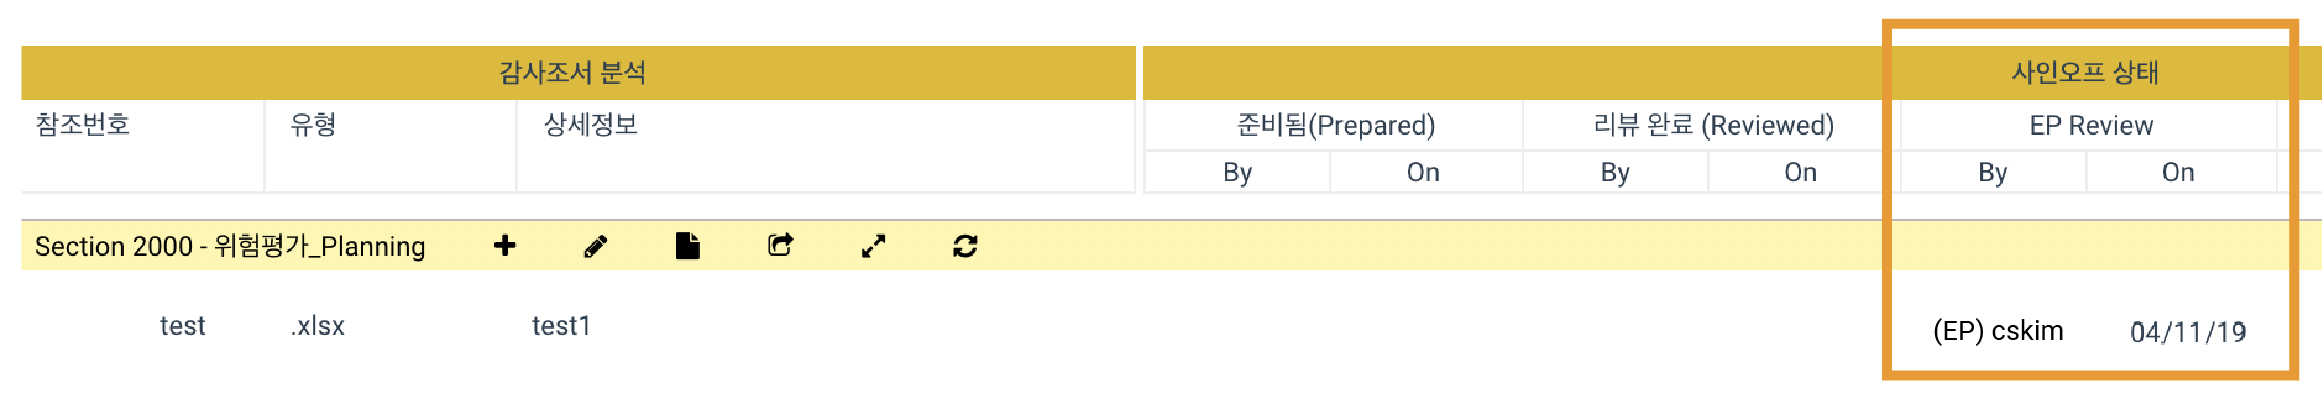 감사조서 분석 사인오프 상태
참조번호 유형 상세정보 준비됨(Prepared) 리뷰 완료 (Reviewed) EP Review
By On By On By On
Section 2000 - 위험평가_Planning
test .xlsx test1 (EP) cskim 04/11/19